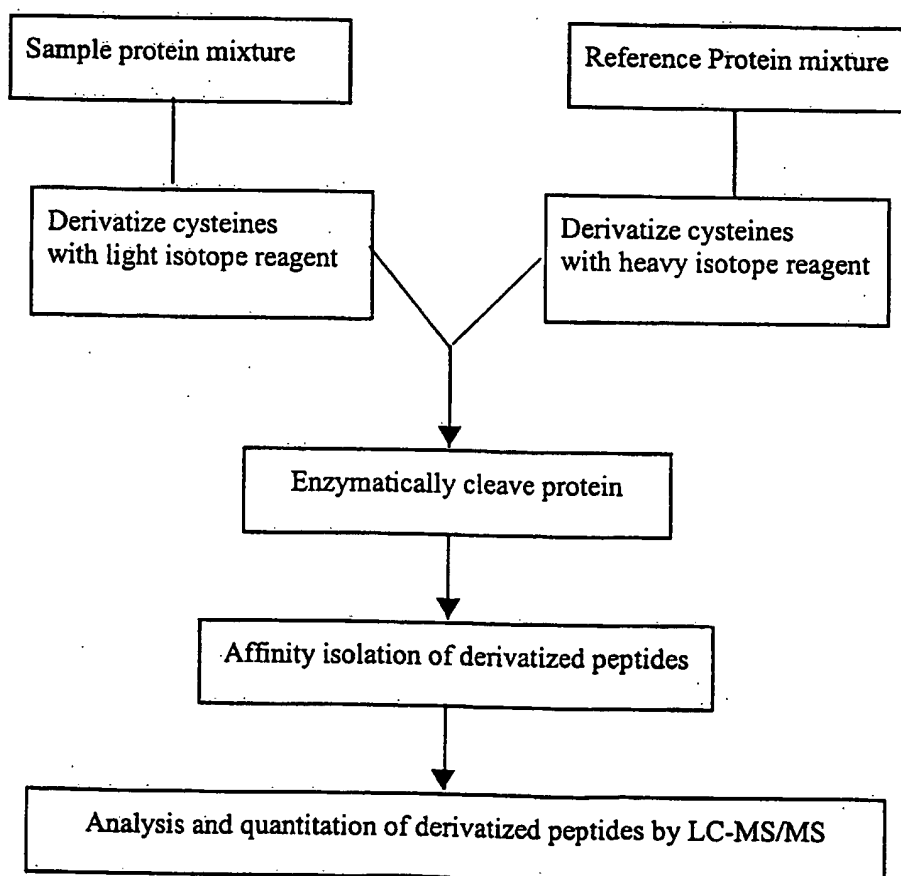 Sample protein mixture
Reference Protein mixture
Derivatize cysteines
with light isotope reagent
Derivatize cysteines
with heavy isotope reagent
Enzymatically cleave protein
Affinity isolation of derivatized peptides
Analysis and quantitation of derivatized peptides by LC-MS/MS